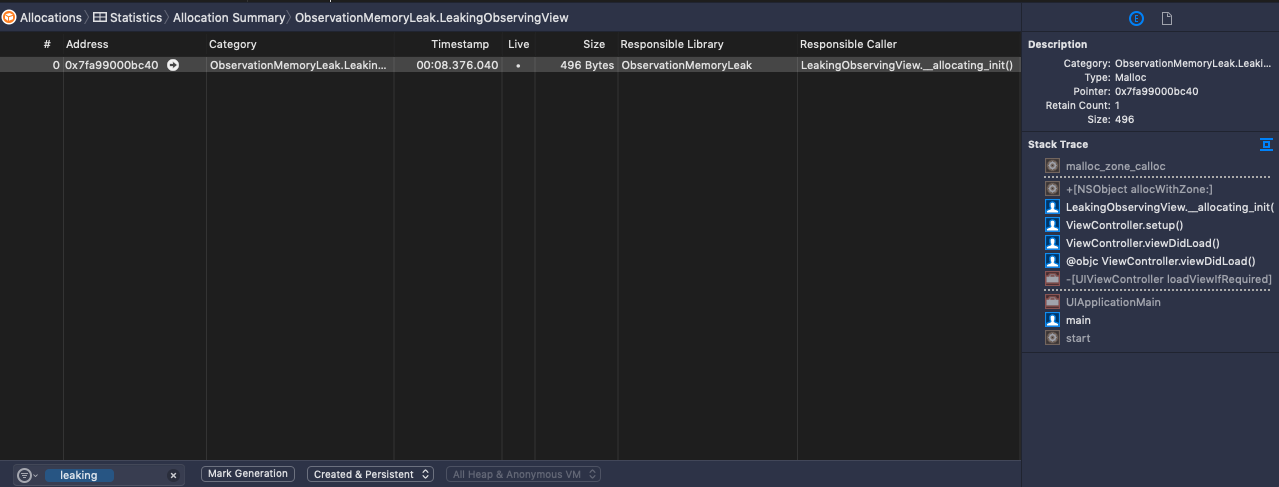 Allocations Statistics Allocation Summary ObservationMemoryLeak.LeakingObservingView
# Address Category Timestamp Live Size Responsible Library Responsible Caller
0 0x7fa99000bc40 ObservationMemoryLeak.Leakin... 00:08.376.040 • 496 Bytes ObservationMemoryLeak LeakingObservingView.__allocating_init()
E
Description
Category: ObservationMemoryLeak.Leaki...
Type: Malloc
Pointer: 0x7fa99000bc40
Retain Count: 1
Size: 496
Stack Trace
malloc_zone_calloc
+[NSObject allocWithZone:]
LeakingObservingView.__allocating_init(
ViewController.setup()
ViewController.viewDidLoad()
@objc ViewController.viewDidLoad()
-[UIViewController loadViewIfRequired]
UIApplicationMain
main
start
leaking Mark Generation Created & Persistent All Heap & Anonymous VM